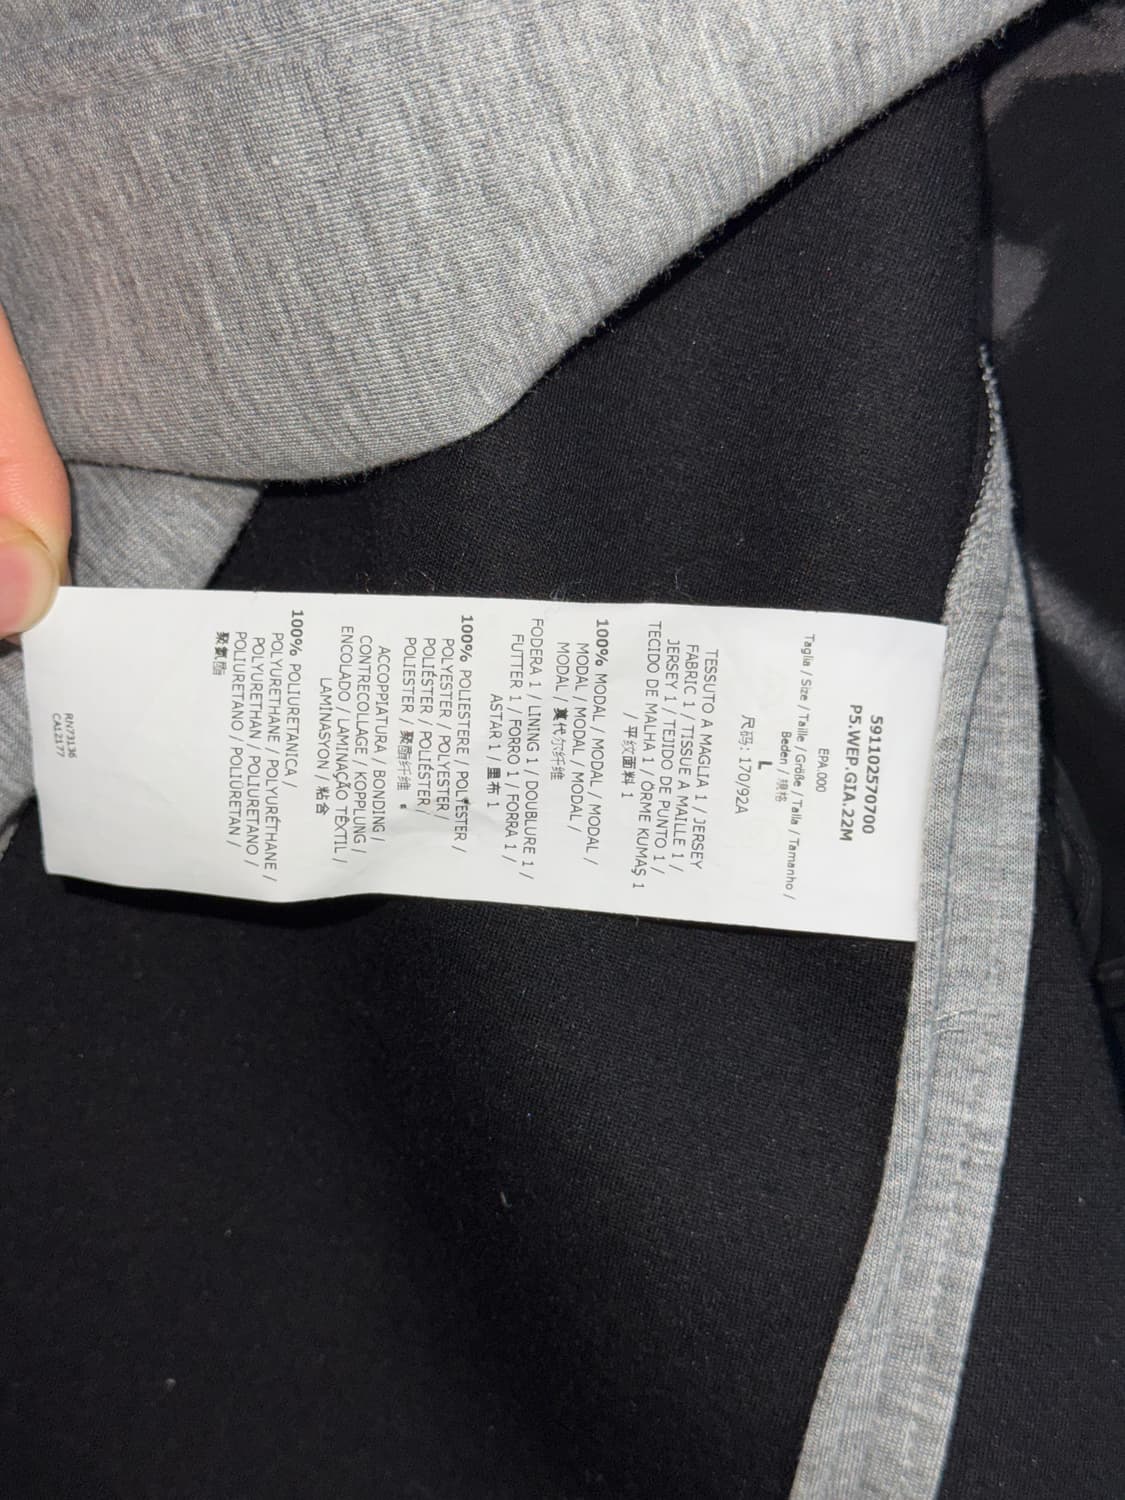 591102570700
P5.WEP.GIA.22M
EPA.000
Taglia / Size / Taille / Größe / Talla / Tamanho /
Beden / 規格
L
尺码: 170/92A
TESSUTO A MAGLIA 1 / JERSEY
FABRIC 1 / TISSUE A MAILLE 1 /
JERSEY 1 / TEJIDO DE PUNTO 1 /
TECIDO DE MALHA 1 / ÖRME KUMAŞ 1
/ 平纹面料 1
100% MODAL / MODAL / MODAL /
MODAL / MODAL / MODAL /
MODAL / 莫代尔纤维
FODERA 1 / LINING 1 / DOUBLURE 1 /
FUTTER 1 / FORRO 1 / FORRA 1 /
ASTAR 1 / 里布 1
100% POLIESTERE / POLYESTER /
POLYESTER / POLYESTER /
POLIÉSTER / POLIÉSTER /
POLIESTER / 聚酯纤维
ACCOPPIATURA / BONDING /
CONTRECOLLAGE / KOPPLUNG /
ENCOLADO / LAMINAÇÃO TÊXTIL /
LAMINASYON / 粘合
100% POLIURETANICA /
POLYURETHANE / POLYURÉTHANE /
POLYURETHAN / POLIURETANO /
POLIURETANO / POLIURETAN /
聚氨酯
RN73136
CA12177